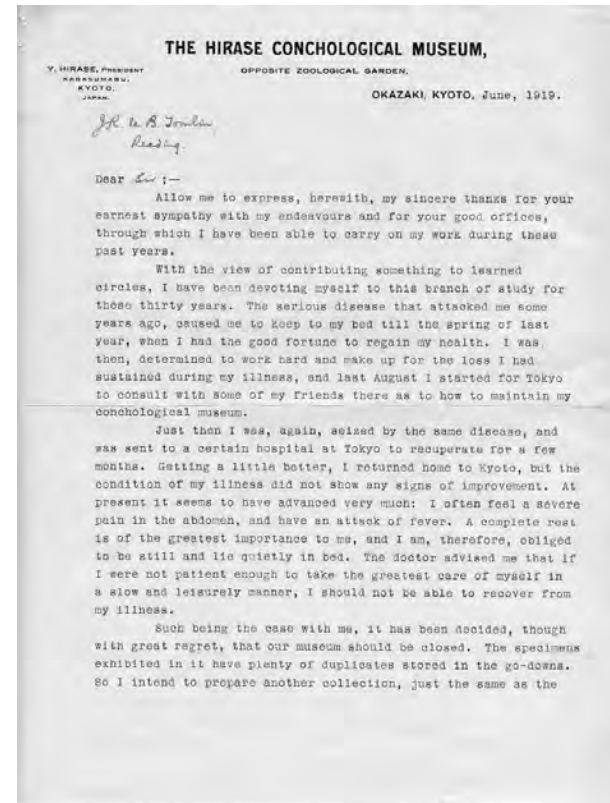 THE HIRASE CONCHOLOGICAL MUSEUM,
Y. HIRASE, PRESIDENT
KARASUMARU,
KYOTO,
JAPAN.
OPPOSITE ZOOLOGICAL GARDEN,
OKAZAKI, KYOTO, June, 1919.
J.R. le B. Tomlin
Reading.
Dear Sir ;—
Allow me to express, herewith, my sincere thanks for your
earnest sympathy with my endeavours and for your good offices,
through which I have been able to carry on my work during these
past years.
With the view of contributing something to learned
circles, I have been devoting myself to this branch of study for
these thirty years. The serious disease that attacked me some
years ago, caused me to keep to my bed till the spring of last
year, when I had the good fortune to regain my health. I was,
then, determined to work hard and make up for the loss I had
sustained during my illness, and last August I started for Tokyo
to consult with some of my friends there as to how to maintain my
conchological museum.
Just then I was, again, seized by the same disease, and
was sent to a certain hospital at Tokyo to recuperate for a few
months. Getting a little better, I returned home to Kyoto, but the
condition of my illness did not show any signs of improvement. At
present it seems to have advanced very much: I often feel a severe
pain in the abdomen, and have an attack of fever. A complete rest
is of the greatest importance to me, and I am, therefore, obliged
to be still and lie quietly in bed. The doctor advised me that if
I were not patient enough to take the greatest care of myself in
a slow and leisurely manner, I should not be able to recover from
my illness.
Such being the case with me, it has been decided, though
with great regret, that our museum should be closed. The specimens
exhibited in it have plenty of duplicates stored in the go-downs.
So I intend to prepare another collection, just the same as the